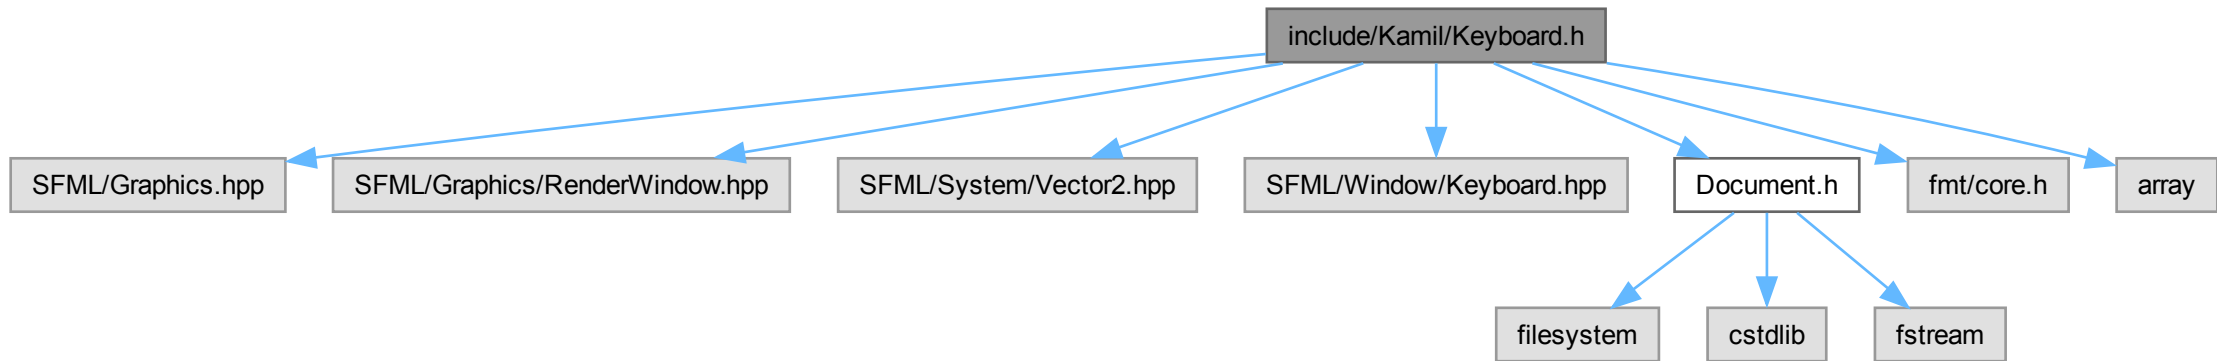 include/Kamil/Keyboard.h
SFML/Graphics.hpp
SFML/Graphics/RenderWindow.hpp
SFML/System/Vector2.hpp
SFML/Window/Keyboard.hpp
Document.h
fmt/core.h
array
filesystem
cstdlib
fstream